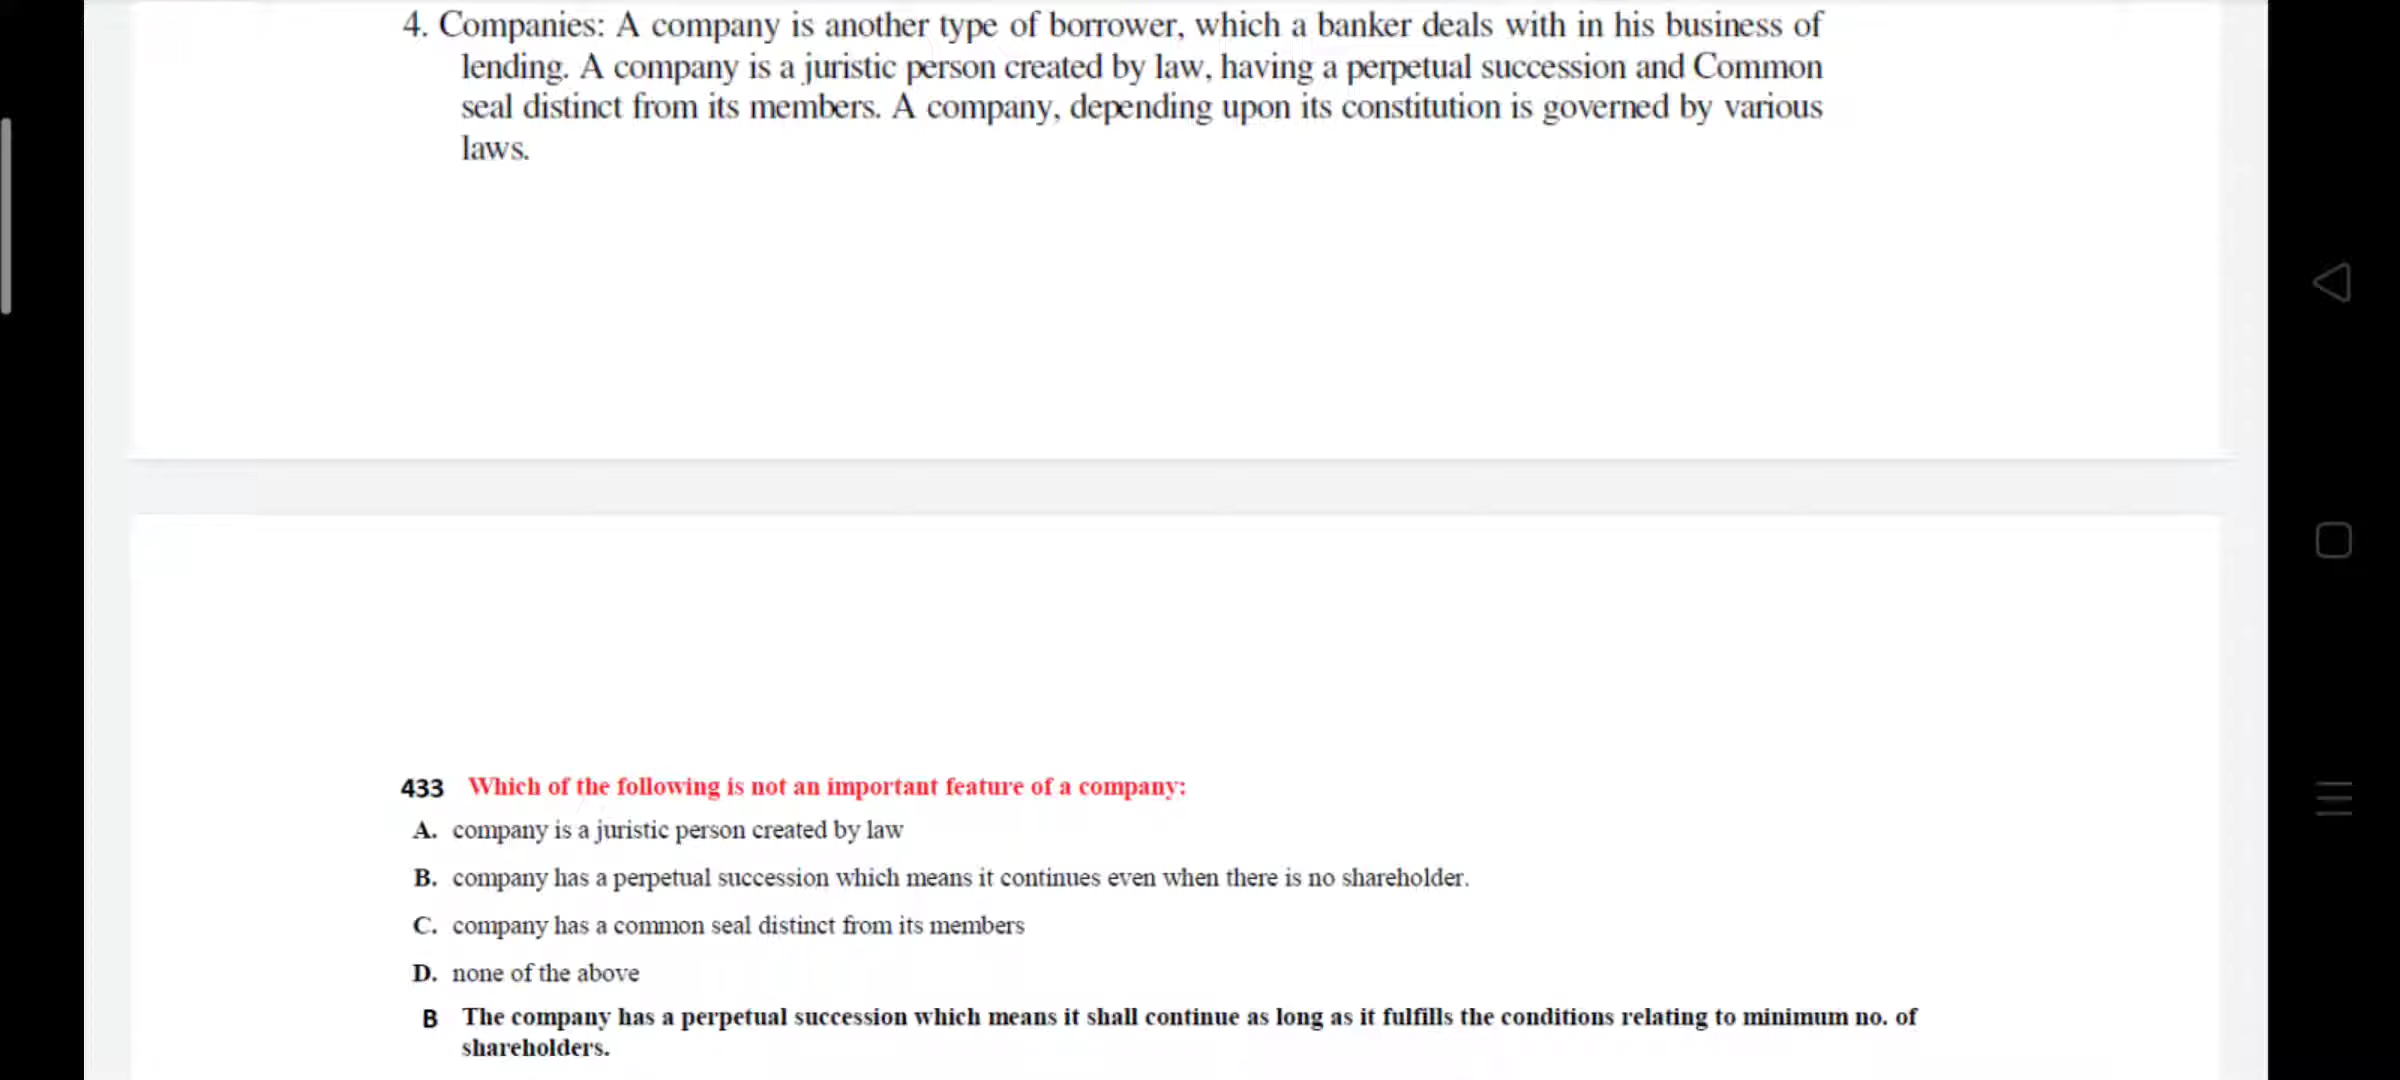 4. Companies: A company is another type of borrower, which a banker deals with in his business of
lending. A company is a juristic person created by law, having a perpetual succession and Common
seal distinct from its members. A company, depending upon its constitution is governed by various
laws.
433 Which of the following is not an important feature of a company:
A. company is a juristic person created by law
B. company has a perpetual succession which means it continues even when there is no shareholder.
C. company has a common seal distinct from its members
D. none of the above
B The company has a perpetual succession which means it shall continue as long as it fulfills the conditions relating to minimum no. of
shareholders.